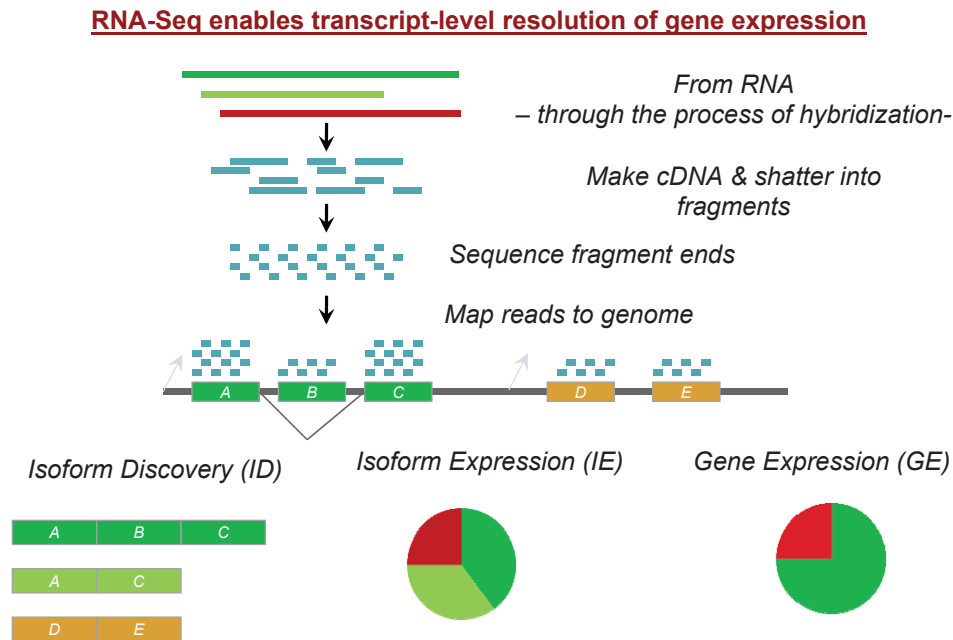 RNA-Seq enables transcript-level resolution of gene expression
From RNA
– through the process of hybridization-
Make cDNA & shatter into
fragments
Sequence fragment ends
Map reads to genome
A B C D E
Isoform Discovery (ID)
Isoform Expression (IE)
Gene Expression (GE)
A B C
A C
D E